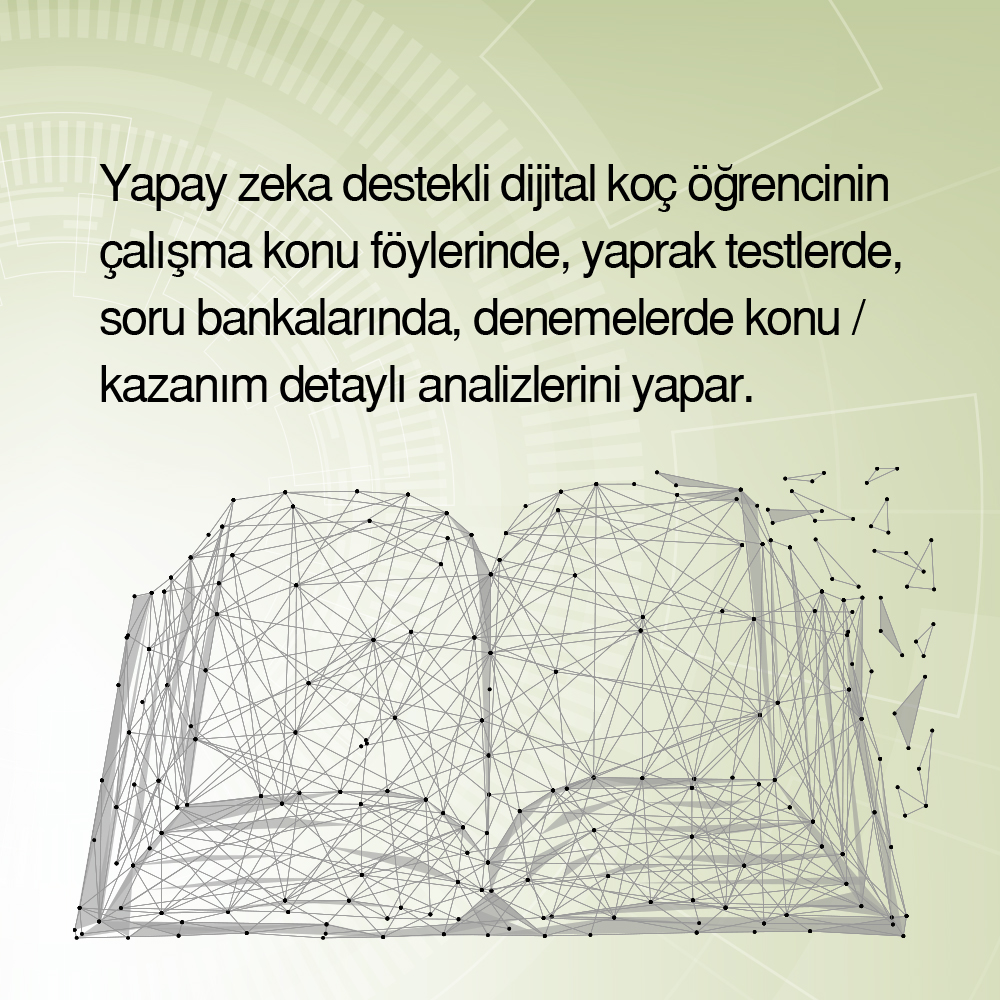 Yapay zeka destekli dijital koç öğrencinin
çalışma konu föylerinde, yaprak testlerde,
soru bankalarında, denemelerde konu /
kazanım detaylı analizlerini yapar.